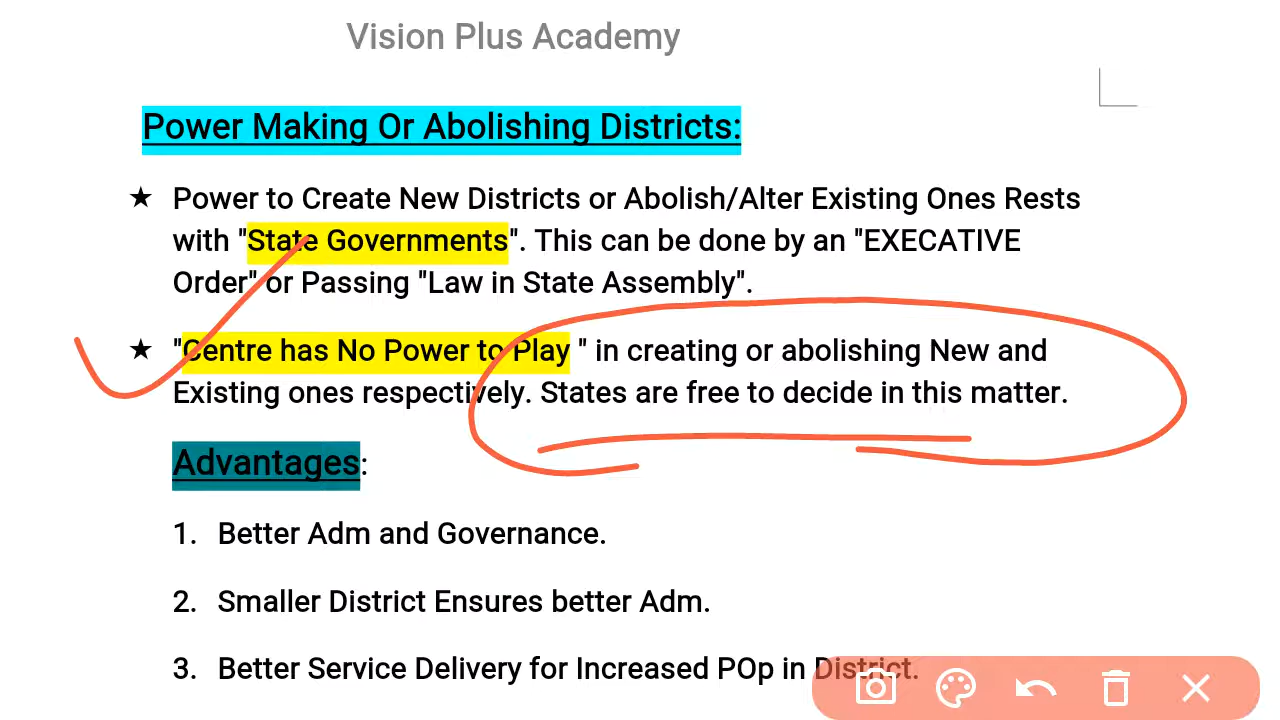 Vision Plus Academy
Power Making Or Abolishing Districts:
★ Power to Create New Districts or Abolish/Alter Existing Ones Rests
with "State Governments". This can be done by an "EXECATIVE
Order" or Passing "Law in State Assembly".
★ "Centre has No Power to Play " in creating or abolishing New and
Existing ones respectively. States are free to decide in this matter.
Advantages:
1. Better Adm and Governance.
2. Smaller District Ensures better Adm.
3. Better Service Delivery for Increased POp in District.